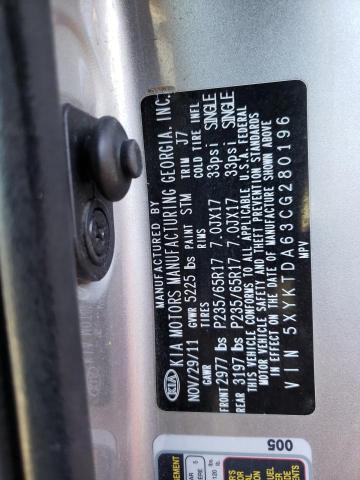 MANUFACTURED BY
KIA KIA MOTORS MANUFACTURING GEORGIA, INC.
NOV/29/11 GVWR 5225 lbs PAINT STM TRIM J7
GAWR TIRES RIMS COLD TIRE INFL
FRONT 2977 lbs P235/65R17 7.0JX17 33psi SINGLE
REAR 3197 lbs P235/65R17 7.0JX17 33psi SINGLE
THIS VEHICLE CONFORMS TO ALL APPLICABLE U.S.A. FEDERAL
MOTOR VEHICLE SAFETY AND THEFT PREVENTION STANDARDS
IN EFFECT ON THE DATE OF MANUFACTURE SHOWN ABOVE
VIN 5XYKTDA63CG280196
MPV
005